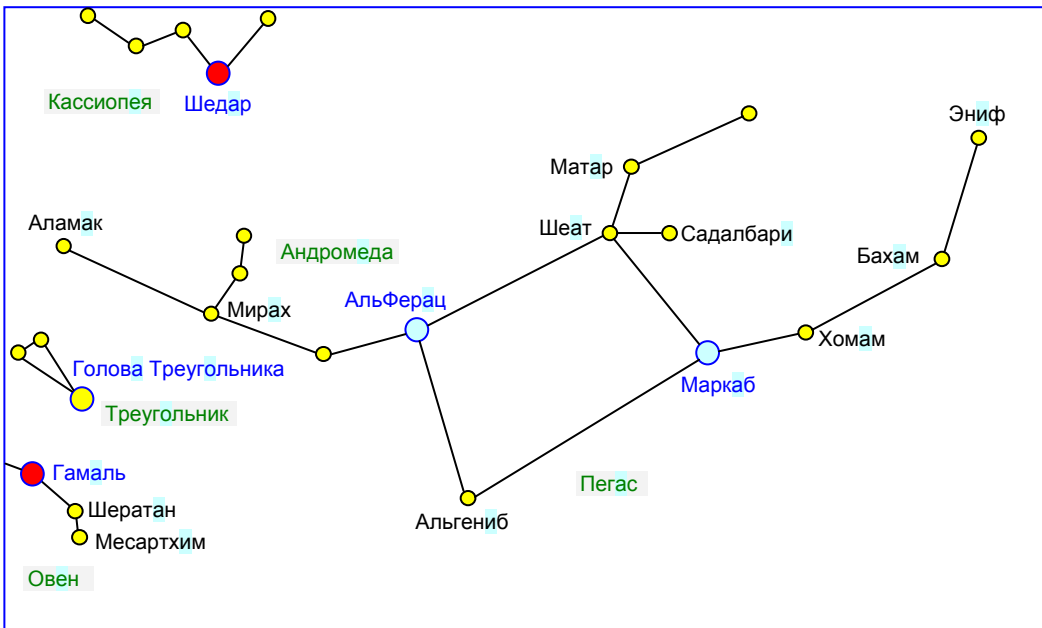 Кассиопея
Шедар
Эниф
Матар
Аламак
Шеат
Садалбари
Андромеда
Бахам
АльФерац
Мирах
Хомам
Голова Треугольника
Маркаб
Треугольник
Гамаль
Пегас
Шератан
Альгениб
Месартхим
Овен